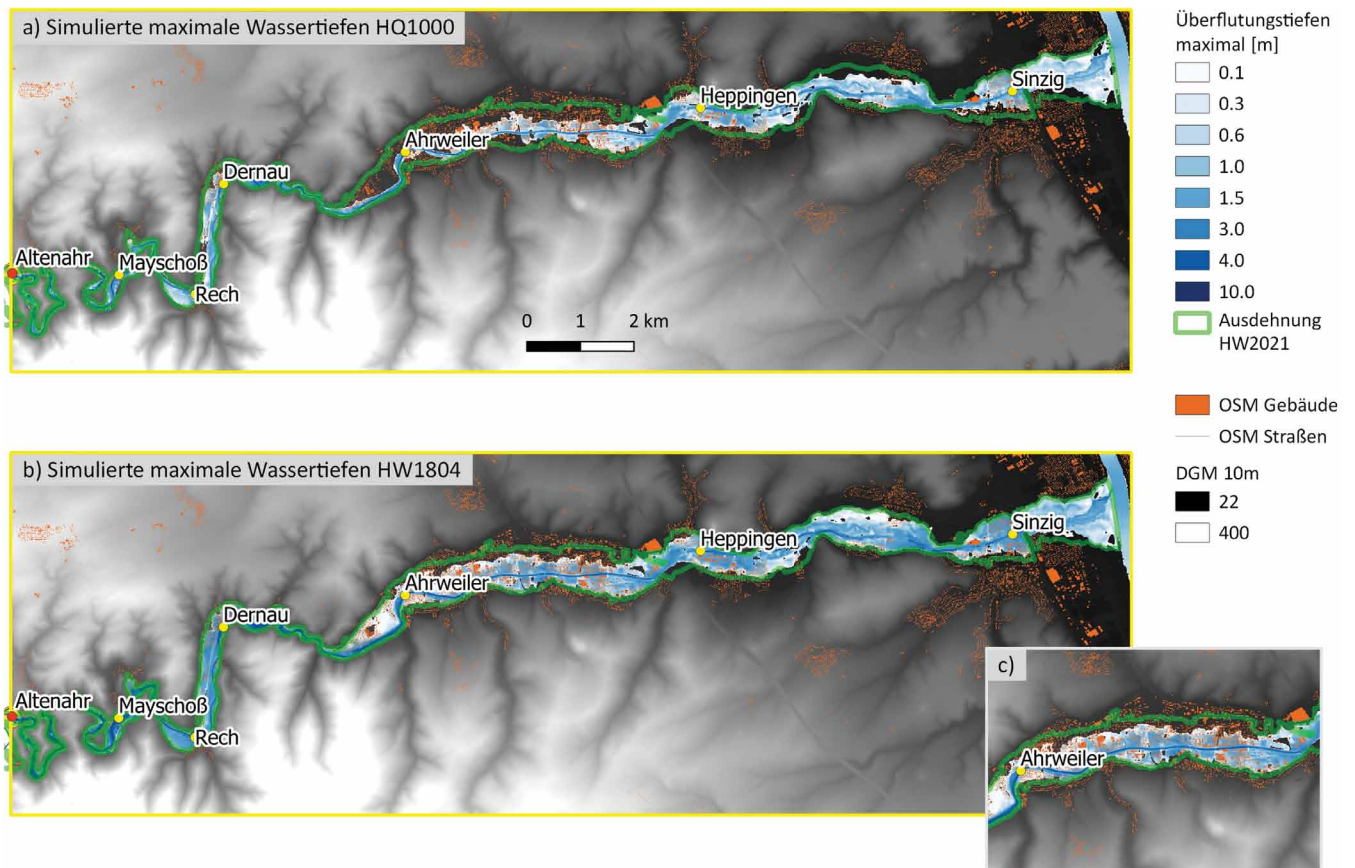 a) Simulierte maximale Wassertiefen HQ1000
Altenahr
Mayschoß
Rech
Dernau
Ahrweiler
Heppingen
Sinzig
0 1 2 km
Überflutungstiefen
maximal [m]
0.1
0.3
0.6
1.0
1.5
3.0
4.0
10.0
Ausdehnung
HW2021
OSM Gebäude
OSM Straßen
DGM 10m
22
400
b) Simulierte maximale Wassertiefen HW1804
Altenahr
Mayschoß
Rech
Dernau
Ahrweiler
Heppingen
Sinzig
c)
Ahrweiler